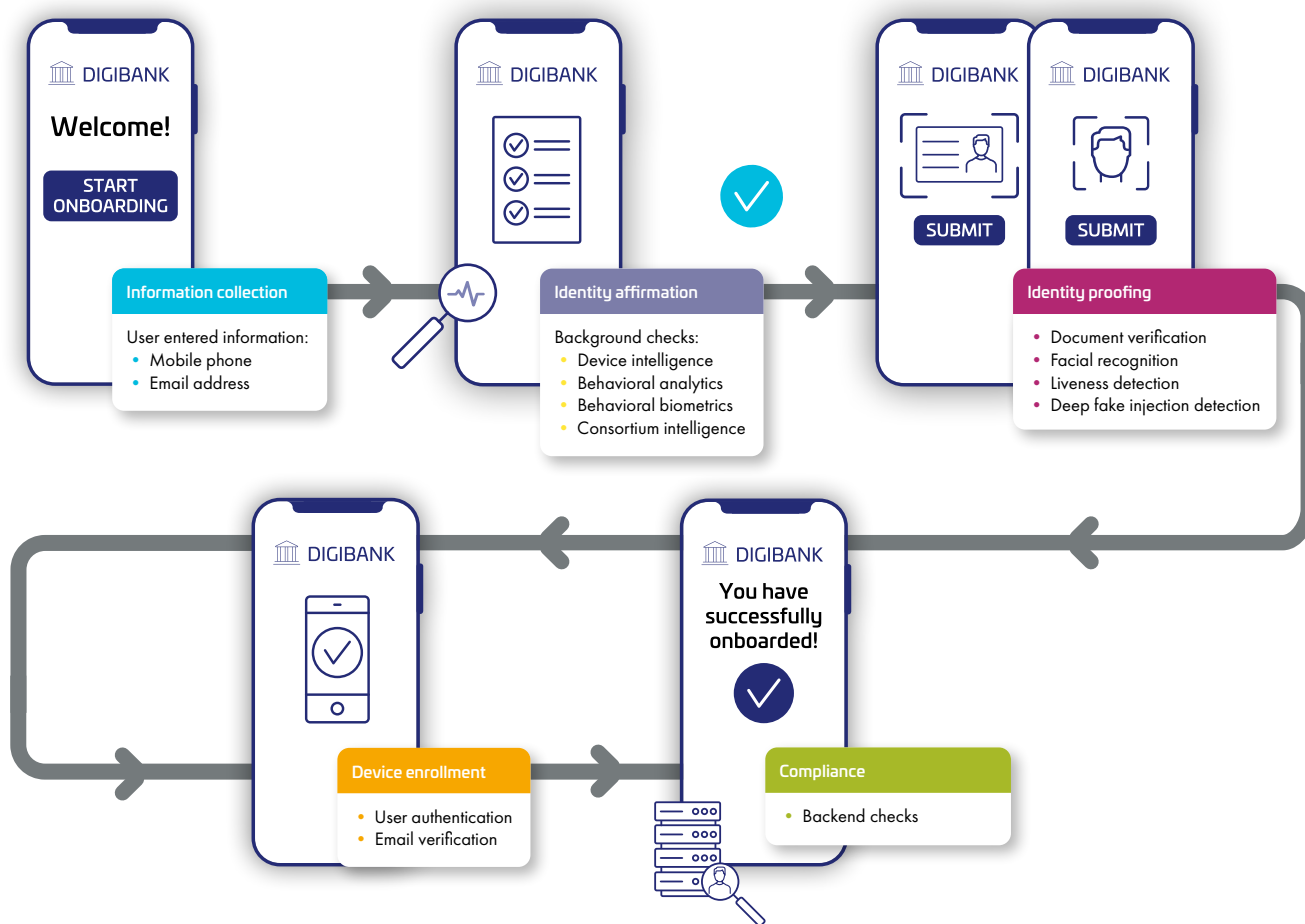 DIGIBANK
Welcome!
START
ONBOARDING
Information collection
User entered information:
• Mobile phone
• Email address
DIGIBANK
Identity affirmation
Background checks:
• Device intelligence
• Behavioral analytics
• Behavioral biometrics
• Consortium intelligence
DIGIBANK
SUBMIT
DIGIBANK
SUBMIT
Identity proofing
• Document verification
• Facial recognition
• Liveness detection
• Deep fake injection detection
DIGIBANK
Device enrollment
• User authentication
• Email verification
DIGIBANK
You have
successfully
onboarded!
Compliance
• Backend checks